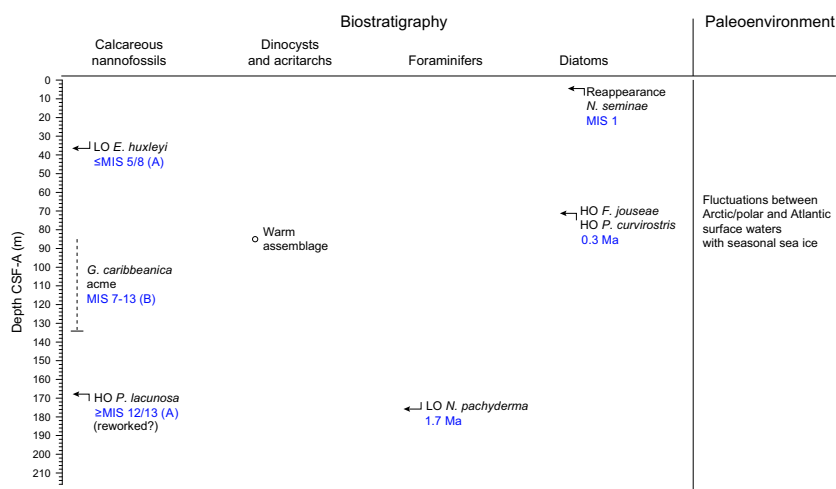 Biostratigraphy
Paleoenvironment
Calcareous
nannofossils
Dinocysts
and acritarchs
Foraminifers
Diatoms
Depth CSF-A (m)
0
10
20
30
40
50
60
70
80
90
100
110
120
130
140
150
160
170
180
190
200
210
LO E. huxleyi
≤MIS 5/8 (A)
G. caribbeanica
acme
MIS 7-13 (B)
HO P. lacunosa
≥MIS 12/13 (A)
(reworked?)
Warm
assemblage
LO N. pachyderma
1.7 Ma
Reappearance
N. seminae
MIS 1
HO F. jouseae
HO P. curvirostris
0.3 Ma
Fluctuations between
Arctic/polar and Atlantic
surface waters
with seasonal sea ice